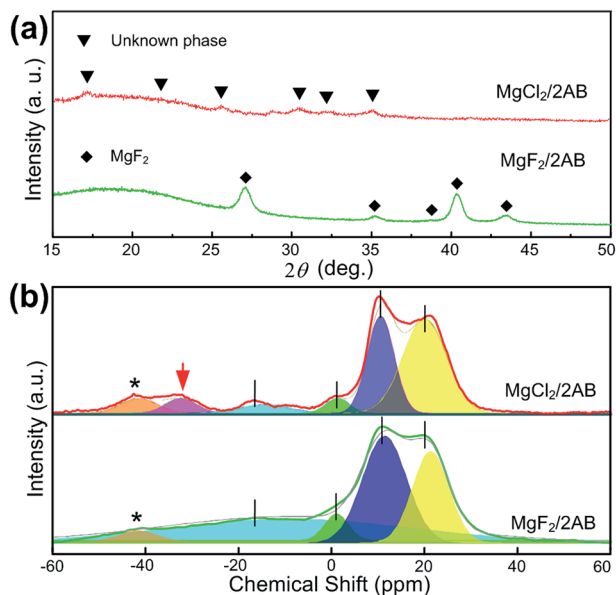 (a)
▼ Unknown phase
MgCl₂/2AB
◆ MgF₂
MgF₂/2AB
Intensity (a. u.)
15 20 25 30 35 40 45 50
2θ (deg.)
(b)
*
MgCl₂/2AB
*
MgF₂/2AB
Intensity (a.u.)
-60 -40 -20 0 20 40 60
Chemical Shift (ppm)